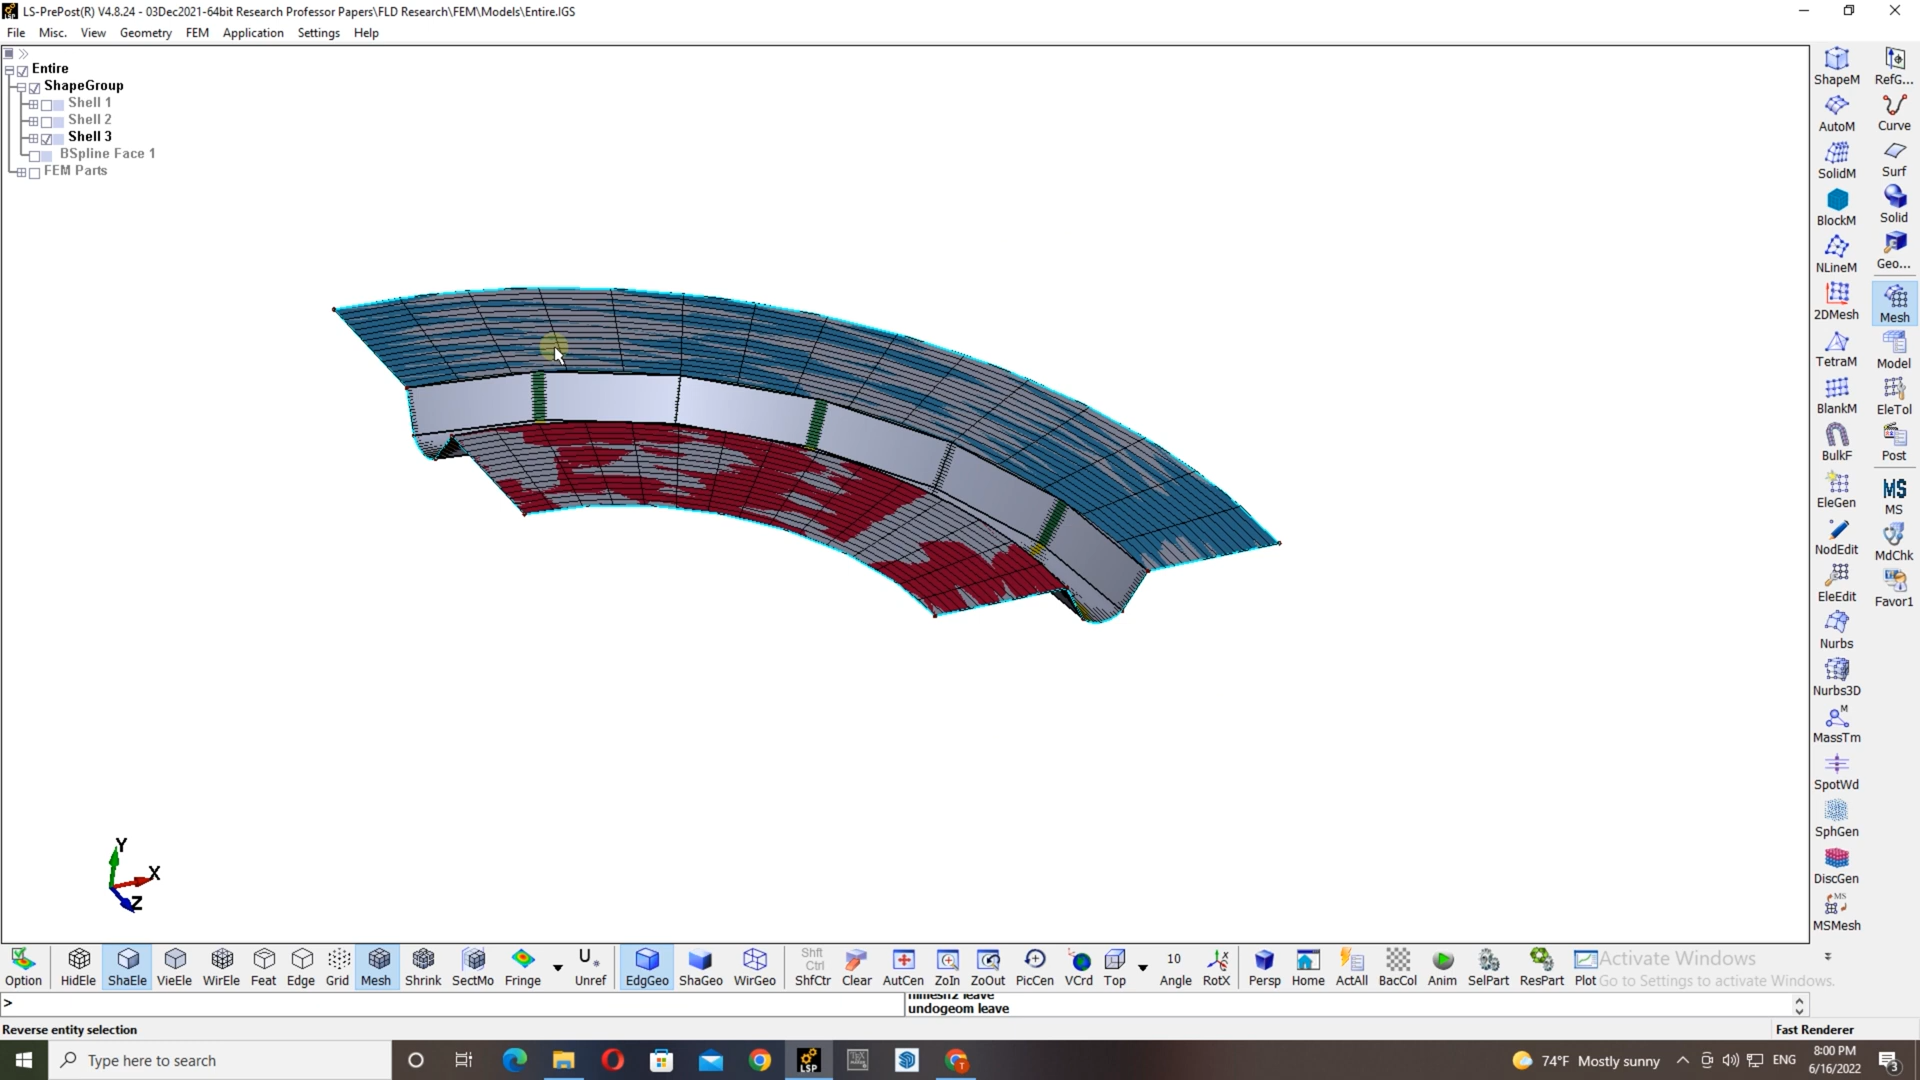 LS-PrePost(R) V4.8.24 - 03Dec2021-64bit Research Professor Papers\FLD Research\FEM\Models\Entire.IGS
File Misc. View Geometry FEM Application Settings Help
Entire
ShapeGroup
Shell 1
Shell 2
Shell 3
BSpline Face 1
FEM Parts
ShapeM RefG...
AutoM Curve
SolidM Surf
BlockM Solid
NLineM Geo...
2DMesh Mesh
TetraM Model
BlankM EleTol
BulkF Post
EleGen MS
MS
NodEdit MdChk
EleEdit Favor1
Nurbs
Nurbs3D
M
MassTm
SpotWd
SphGen
DiscGen
MS
MSMesh
Y
X
Z
Option HidEle ShaEle VieEle WirEle Feat Edge Grid Mesh Shrink SectMo Fringe U Unref EdgGeo ShaGeo WirGeo Shft Ctrl ShfCtr Clear AutCen ZoIn ZoOut PicCen VCrd Top 10 Angle RotX Persp Home ActAll BacCol Anim SelPart ResPart Plot
Activate Windows
Go to Settings to activate Windows.
>
undogeom leave
Reverse entity selection Fast Renderer
Type here to search
LSP
74°F Mostly sunny ENG 8:00 PM
6/16/2022
3